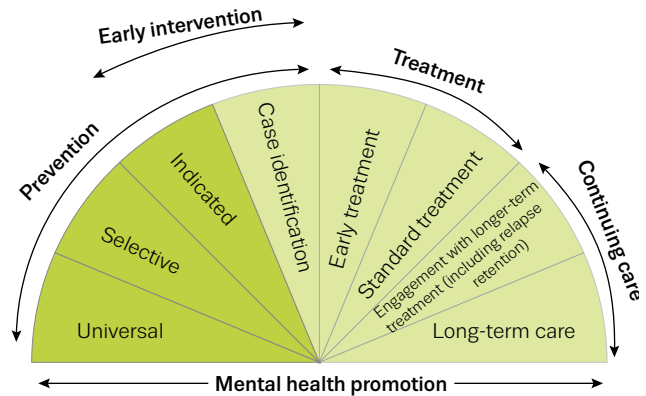 Early intervention
Prevention
Treatment
Continuing care
Universal
Selective
Indicated
Case identification
Early treatment
Standard treatment
Engagement with longer-term
treatment (including relapse
retention)
Long-term care
Mental health promotion